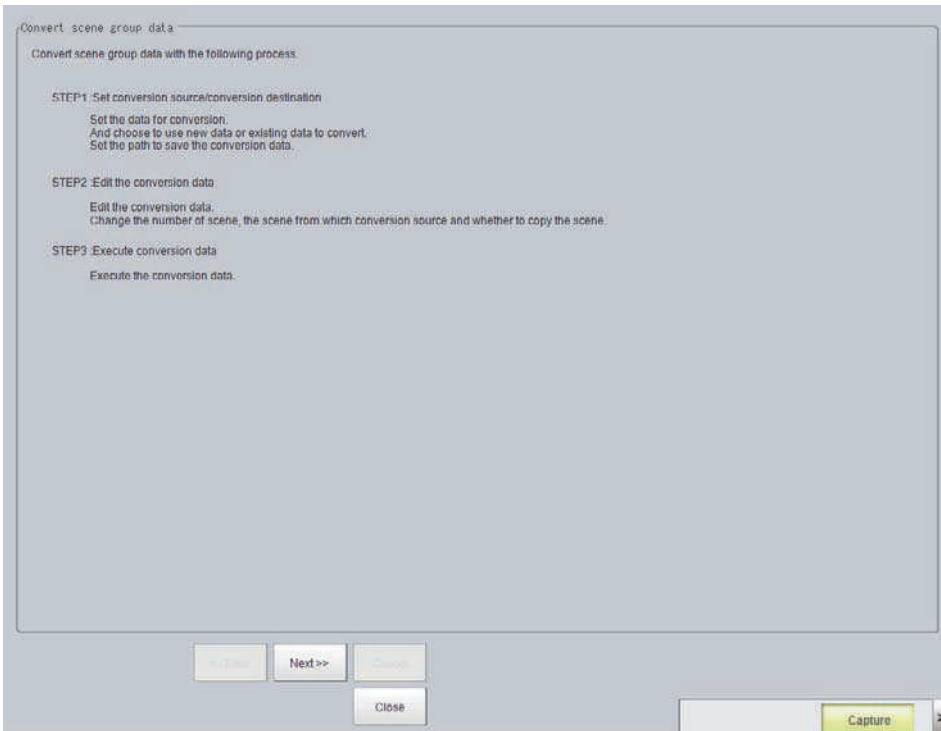 Convert scene group data
Convert scene group data with the following process.
STEP1 :Set conversion source/conversion destination
Set the data for conversion.
And choose to use new data or existing data to convert.
Set the path to save the conversion data.
STEP2 :Edit the conversion data
Edit the conversion data.
Change the number of scene, the scene from which conversion source and whether to copy the scene.
STEP3 :Execute conversion data
Execute the conversion data.
Next >>
Close
Capture